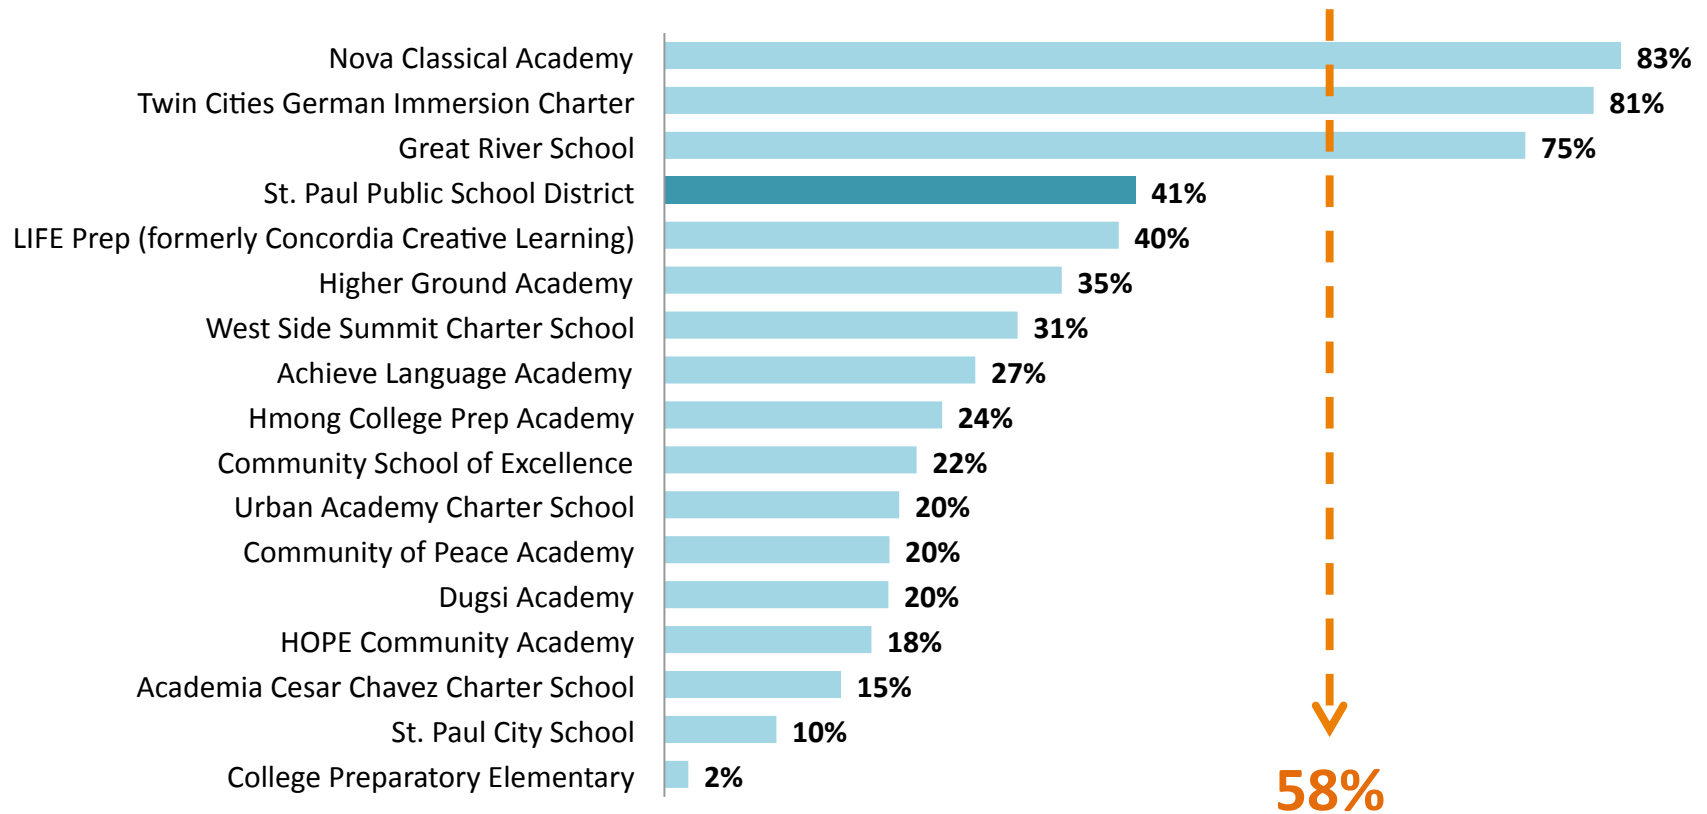 Nova Classical Academy 83%
Twin Cities German Immersion Charter 81%
Great River School 75%
St. Paul Public School District 41%
LIFE Prep (formerly Concordia Creative Learning) 40%
Higher Ground Academy 35%
West Side Summit Charter School 31%
Achieve Language Academy 27%
Hmong College Prep Academy 24%
Community School of Excellence 22%
Urban Academy Charter School 20%
Community of Peace Academy 20%
Dugsi Academy 20%
HOPE Community Academy 18%
Academia Cesar Chavez Charter School 15%
St. Paul City School 10%
College Preparatory Elementary 2%
58%